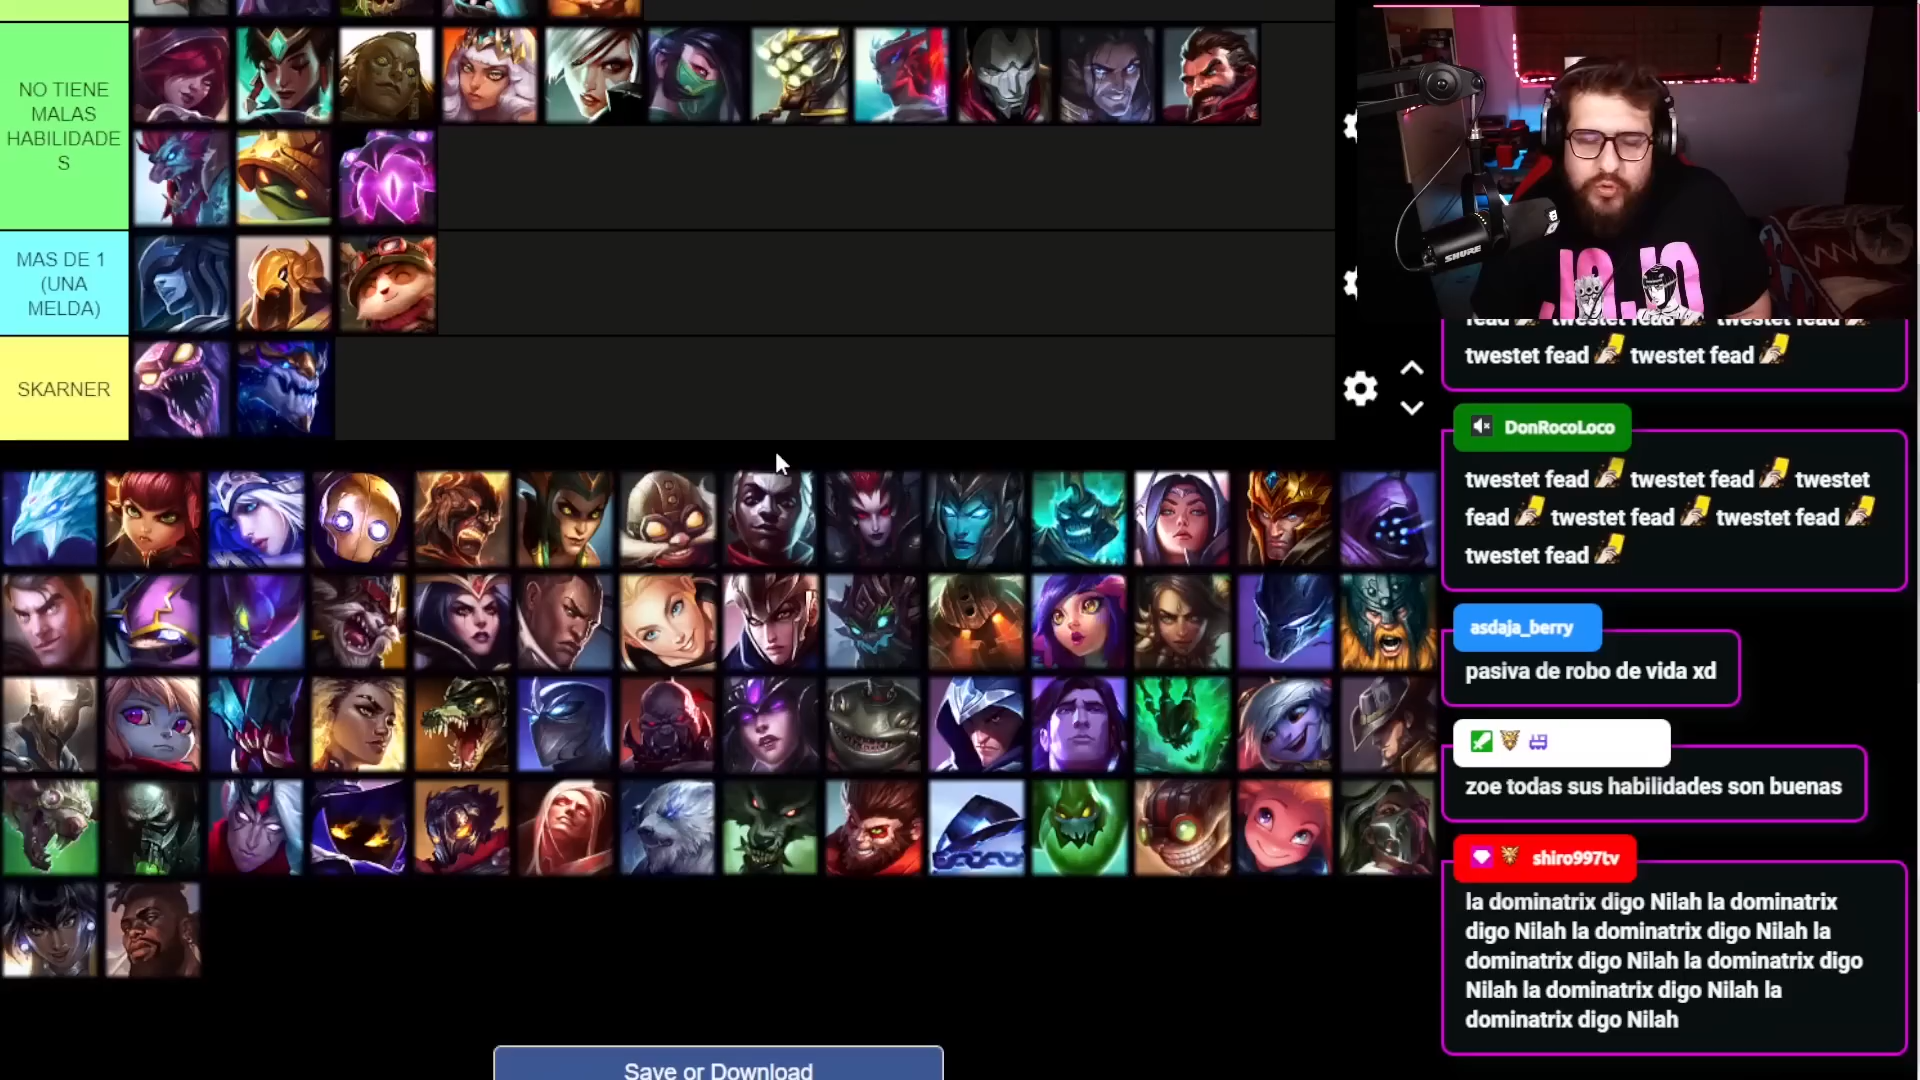 NO TIENE
MALAS
HABILIDADE
S
MAS DE 1
(UNA
MELDA)
SKARNER
SHURE
JOJO
twestet fead twestet fead
DonRocoLoco
twestet fead twestet fead twestet
fead twestet fead twestet fead
twestet fead
asdaja_berry
pasiva de robo de vida xd
zoe todas sus habilidades son buenas
shiro997tv
la dominatrix digo Nilah la dominatrix
digo Nilah la dominatrix digo Nilah la
dominatrix digo Nilah la dominatrix digo
Nilah la dominatrix digo Nilah la
dominatrix digo Nilah
Save or Download